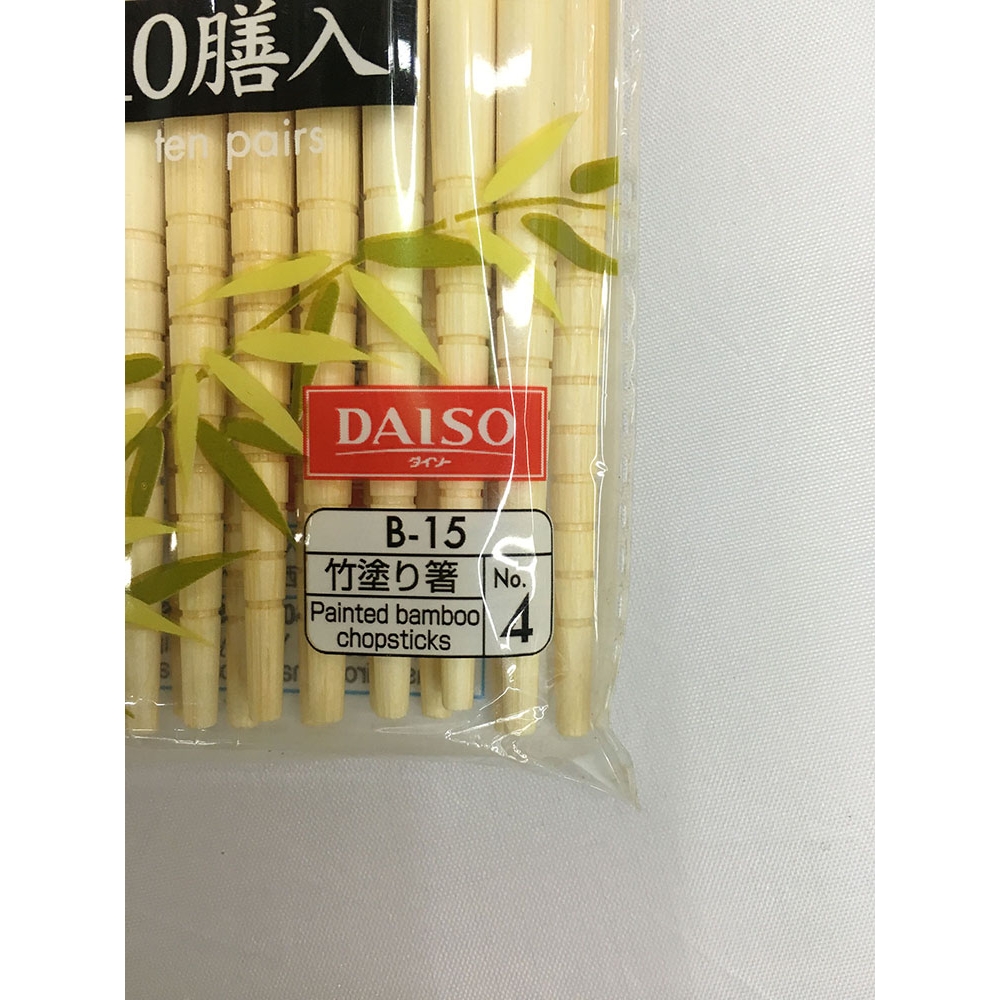 10膳入
ten pairs
DAISO
ダイソー
B-15
竹塗り箸
No.
4
Painted bamboo
chopsticks